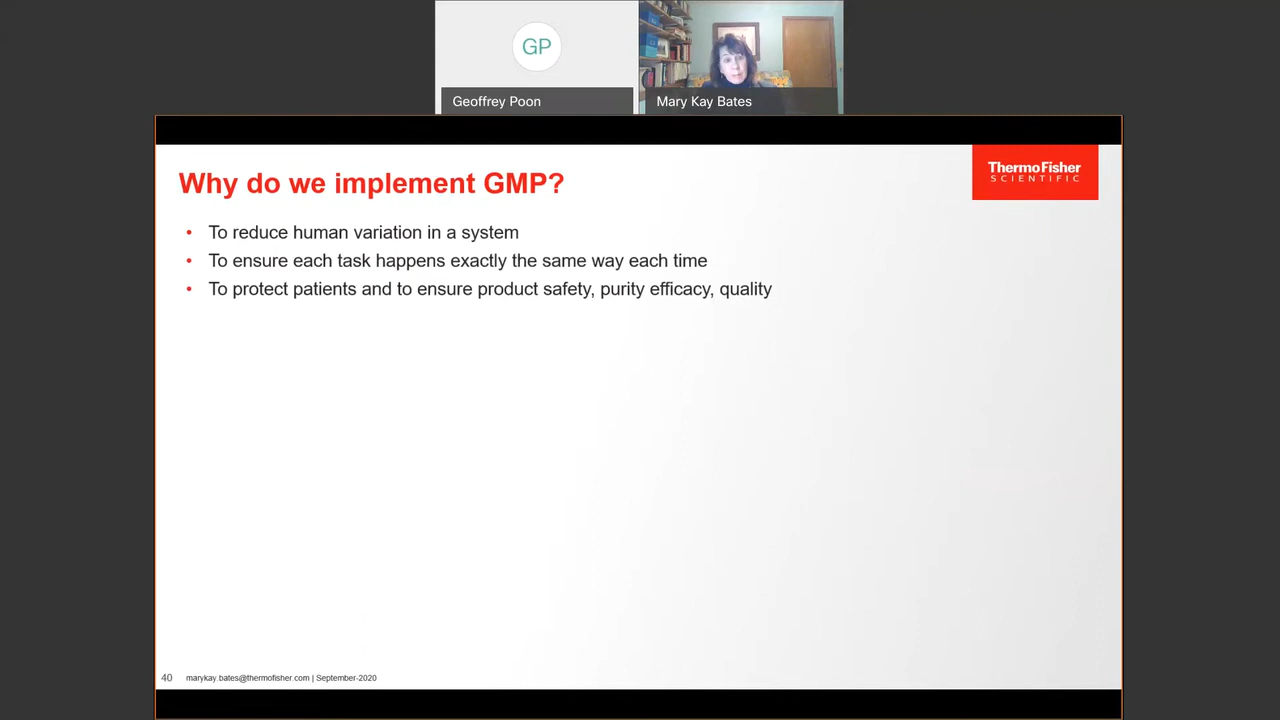 GP
Geoffrey Poon
Mary Kay Bates
ThermoFisher
SCIENTIFIC
Why do we implement GMP?
• To reduce human variation in a system
• To ensure each task happens exactly the same way each time
• To protect patients and to ensure product safety, purity efficacy, quality
40 marykay.bates@thermofisher.com | September-2020